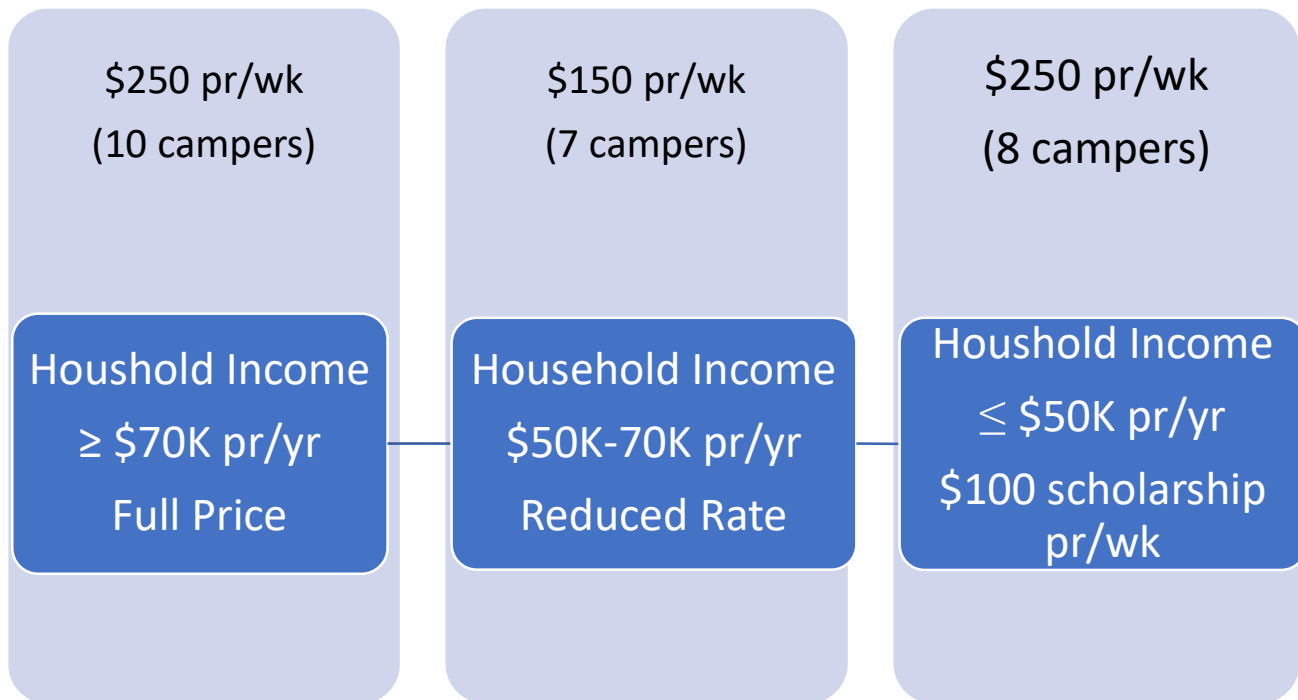 $250 pr/wk
(10 campers)
Houshold Income
≥ $70K pr/yr
Full Price
$150 pr/wk
(7 campers)
Household Income
$50K-70K pr/yr
Reduced Rate
$250 pr/wk
(8 campers)
Houshold Income
≤ $50K pr/yr
$100 scholarship
pr/wk